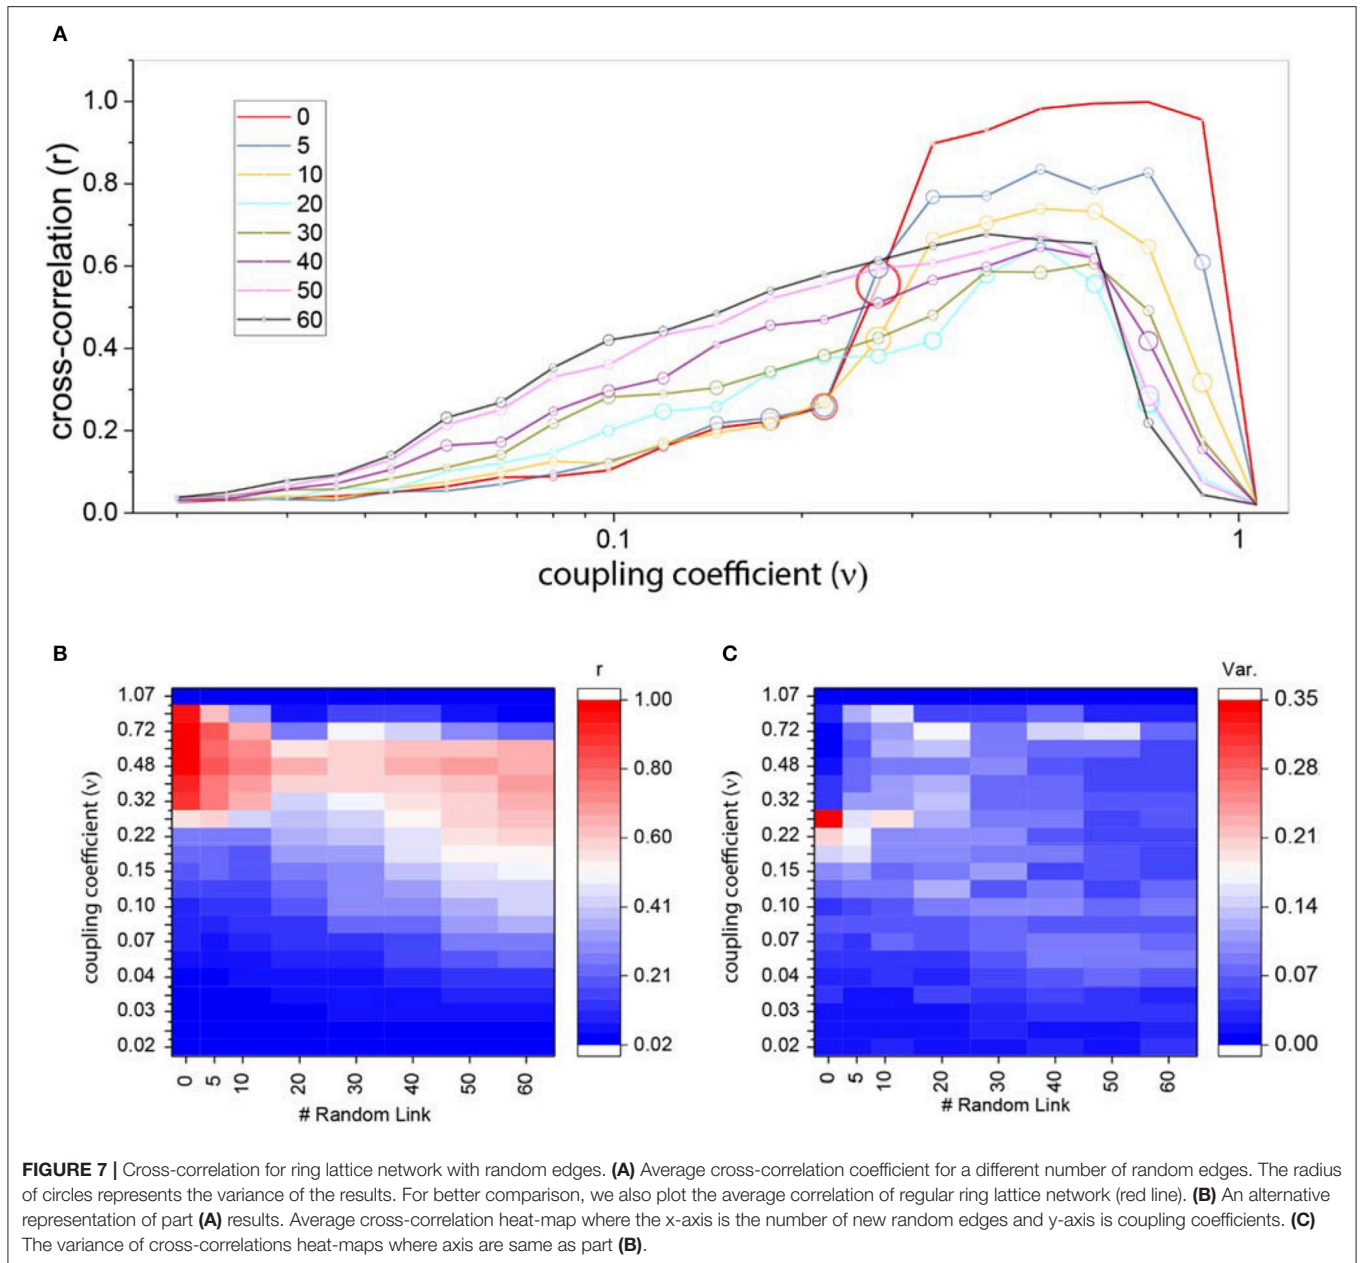 A
cross-correlation (r)
1.0
0.8
0.6
0.4
0.2
0.0
0
5
10
20
30
40
50
60
0.1
1
coupling coefficient (ν)
B
r
coupling coefficient (ν)
1.07
0.72
0.48
0.32
0.22
0.15
0.10
0.07
0.04
0.03
0.02
0 5 10 20 30 40 50 60
# Random Link
1.00
0.80
0.60
0.41
0.21
0.02
C
Var.
coupling coefficient (ν)
1.07
0.72
0.48
0.32
0.22
0.15
0.10
0.07
0.04
0.03
0.02
0 5 10 20 30 40 50 60
# Random Link
0.35
0.28
0.21
0.14
0.07
0.00
FIGURE 7 | Cross-correlation for ring lattice network with random edges. (A) Average cross-correlation coefficient for a different number of random edges. The radius
of circles represents the variance of the results. For better comparison, we also plot the average correlation of regular ring lattice network (red line). (B) An alternative
representation of part (A) results. Average cross-correlation heat-map where the x-axis is the number of new random edges and y-axis is coupling coefficients. (C)
The variance of cross-correlations heat-maps where axis are same as part (B).